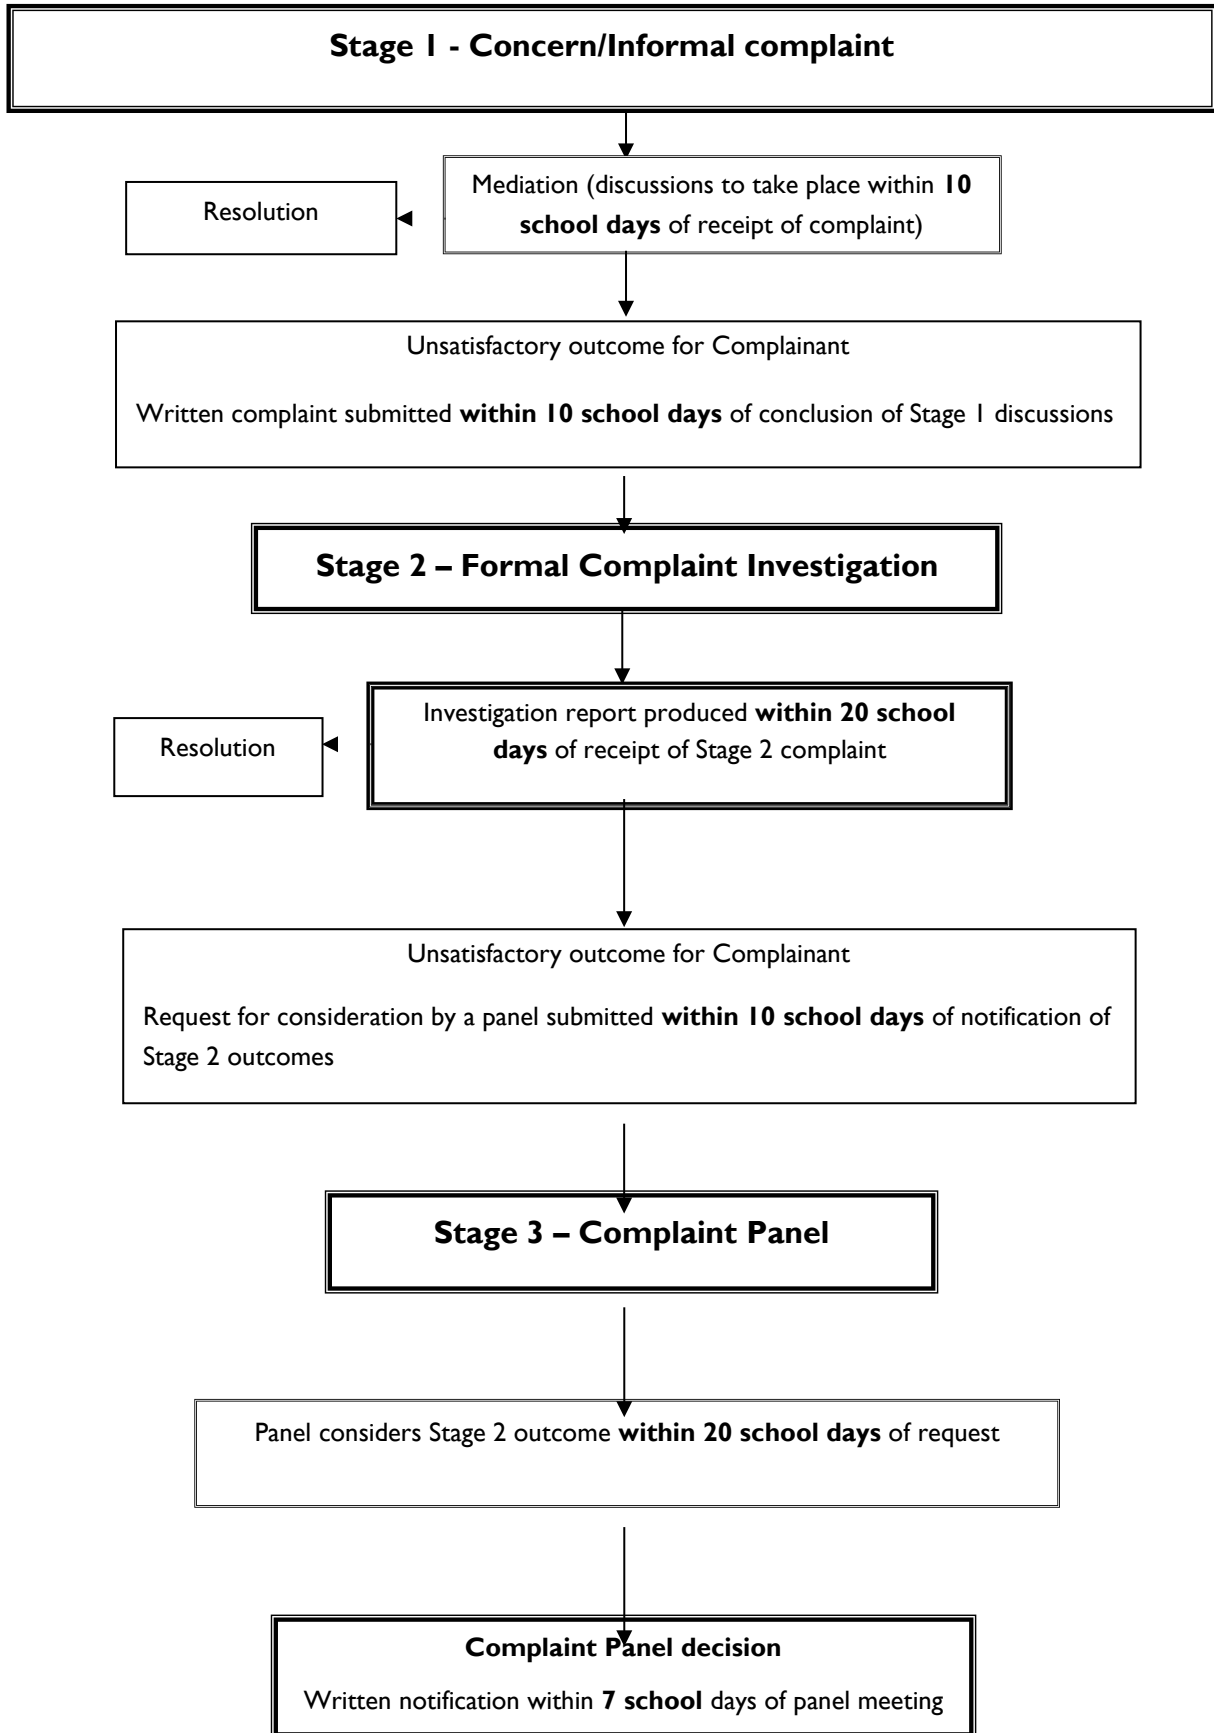 Stage 1 - Concern/Informal complaint
Mediation (discussions to take place within 10
school days of receipt of complaint)
Resolution
Unsatisfactory outcome for Complainant
Written complaint submitted within 10 school days of conclusion of Stage 1 discussions
Stage 2 – Formal Complaint Investigation
Investigation report produced within 20 school
days of receipt of Stage 2 complaint
Resolution
Unsatisfactory outcome for Complainant
Request for consideration by a panel submitted within 10 school days of notification of
Stage 2 outcomes
Stage 3 – Complaint Panel
Panel considers Stage 2 outcome within 20 school days of request
Complaint Panel decision
Written notification within 7 school days of panel meeting